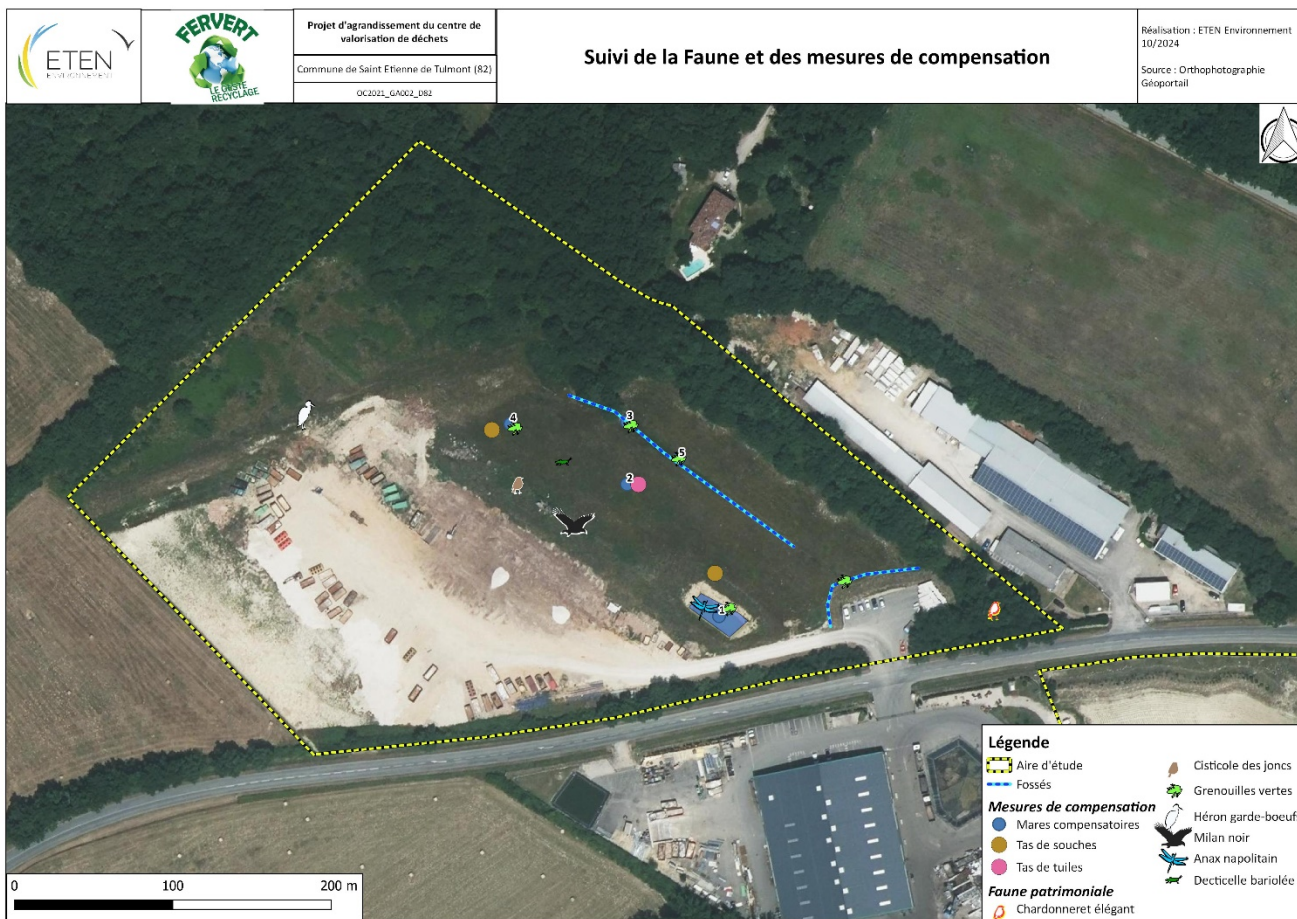 ETEN
ENVIRONNEMENT
FERVERT
LE GESTE
RECYCLAGE
Projet d'agrandissement du centre de
valorisation de déchets
Commune de Saint Etienne de Tulmont (82)
OC2021_GA002_D82
Suivi de la Faune et des mesures de compensation
Réalisation : ETEN Environnement
10/2024
Source : Orthophotographie
Géoportail
4
3
5
2
1
0 100 200 m
Légende
Aire d'étude
Fossés
Mesures de compensation
Mares compensatoires
Tas de souches
Tas de tuiles
Faune patrimoniale
Chardonneret élégant
Cisticole des joncs
Grenouilles vertes
Héron garde-boeufs
Milan noir
Anax napolitain
Decticelle bariolée